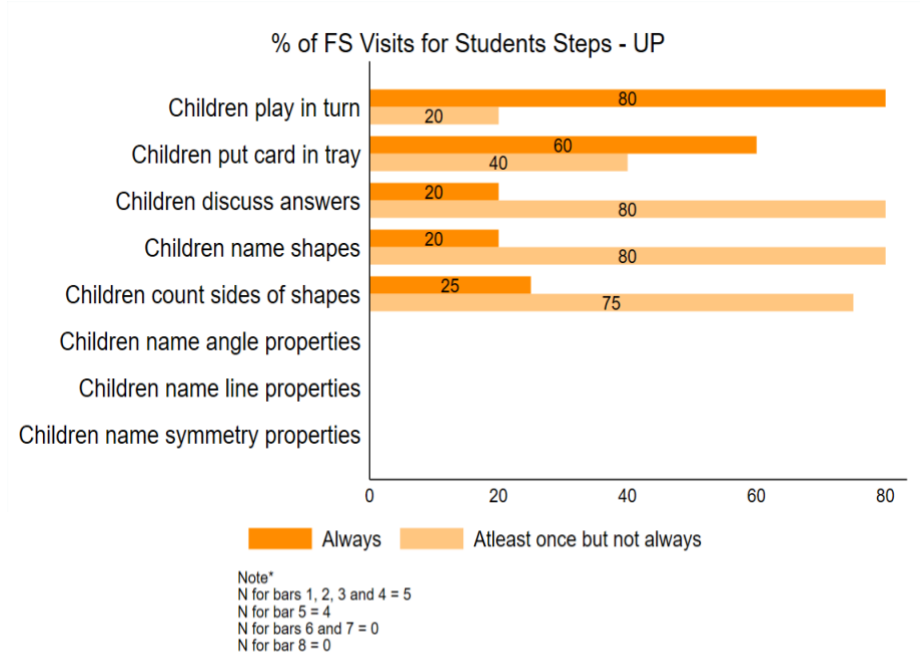 % of FS Visits for Students Steps - UP
Children play in turn
80
20
Children put card in tray
60
40
Children discuss answers
20
80
Children name shapes
20
80
Children count sides of shapes
25
75
Children name angle properties
Children name line properties
Children name symmetry properties
0 20 40 60 80
Always Atleast once but not always
Note*
N for bars 1, 2, 3 and 4 = 5
N for bar 5 = 4
N for bars 6 and 7 = 0
N for bar 8 = 0